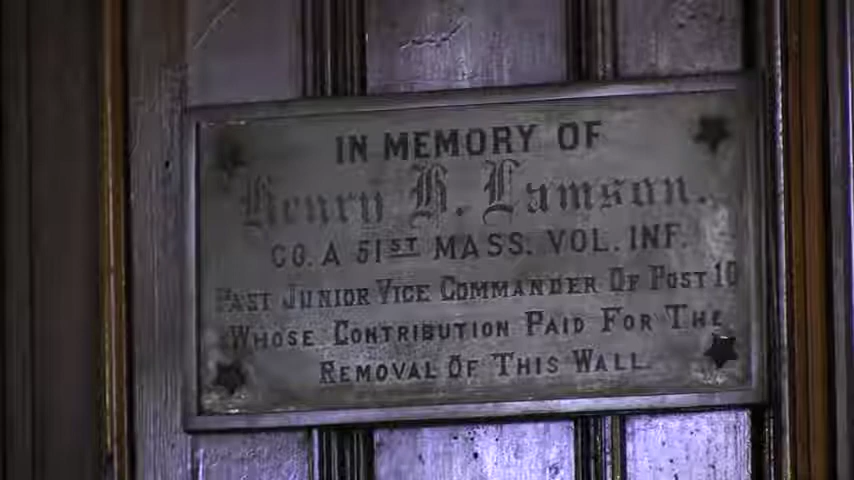 IN MEMORY OF
Henry H. Lamson.
CO. A 51ST MASS. VOL. INF.
PAST JUNIOR VICE COMMANDER OF POST 10
WHOSE CONTRIBUTION PAID FOR THE
REMOVAL OF THIS WALL.